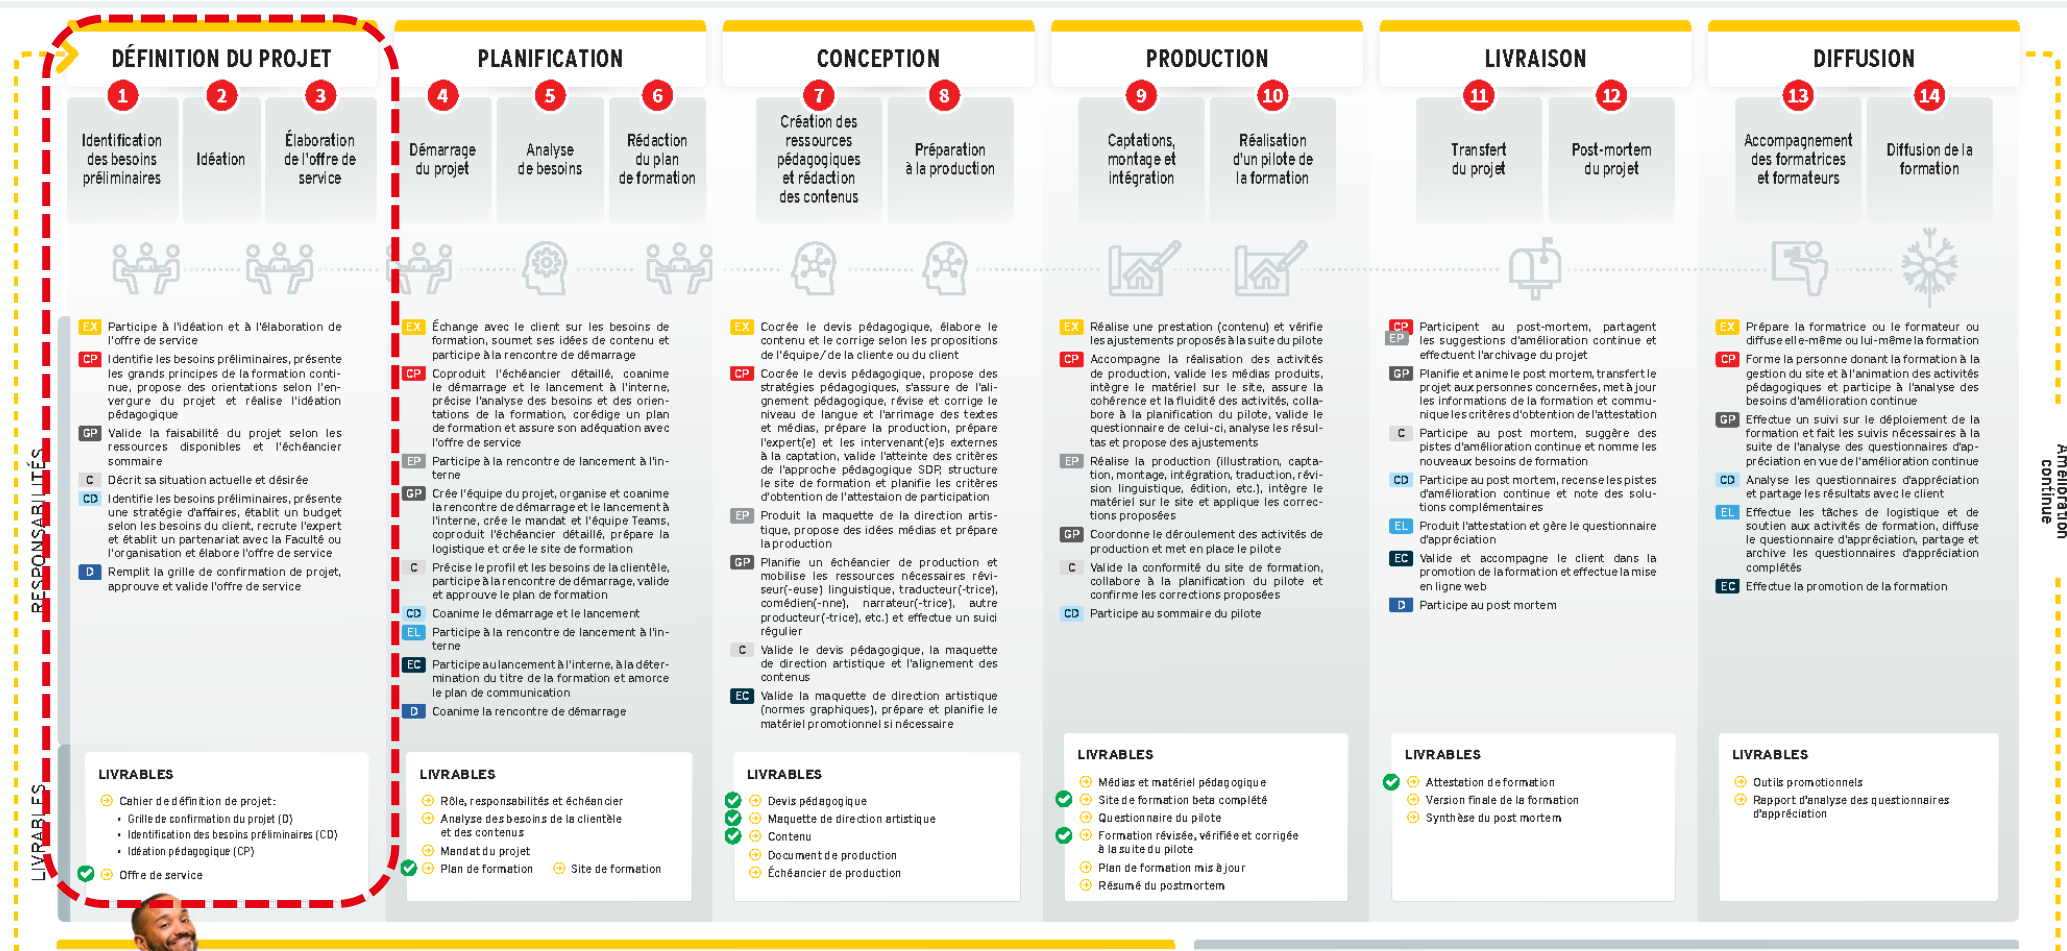 DÉFINITION DU PROJET
1
2
3
Identification
des besoins
préliminaires
Idéation
Élaboration
de l'offre de
service
PLANIFICATION
4
5
6
Démarrage
du projet
Analyse
de besoins
Rédaction
du plan
de formation
CONCEPTION
7
8
Création des
ressources
pédagogiques
et rédaction
des contenus
Préparation
à la production
PRODUCTION
9
10
Captations,
montage et
intégration
Réalisation
d'un pilote de
la formation
LIVRAISON
11
12
Transfert
du projet
Post-mortem
du projet
DIFFUSION
13
14
Accompagnement
des formatrices
et formateurs
Diffusion de la
formation
RESPONSABILITÉS
EX Participe à l'idéation et à l'élaboration de
l'offre de service
CP Identifie les besoins préliminaires, présente
les grands principes de la formation conti-
nue, propose des orientations selon l'en-
vergure du projet et réalise l'idéation
pédagogique
GP Valide la faisabilité du projet selon les
ressources disponibles et l'échéancier
sommaire
C Décrit sa situation actuelle et désirée
CD Identifie les besoins préliminaires, présente
une stratégie d'affaires, établit un budget
selon les besoins du client, recrute l'expert
et établit un partenariat avec la Faculté ou
l'organisation et élabore l'offre de service
D Remplit la grille de confirmation de projet,
approuve et valide l'offre de service
EX Échange avec le client sur les besoins de
formation, soumet ses idées de contenu et
participe à la rencontre de démarrage
CP Coproduit l'échéancier détaillé, coanime
le démarrage et le lancement à l'interne,
précise l'analyse des besoins et des orien-
tations de la formation, corédige un plan
de formation et assure son adéquation avec
l'offre de service
EP Participe à la rencontre de lancement à l'in-
terne
GP Crée l'équipe du projet, organise et coanime
la rencontre de démarrage et le lancement à
l'interne, crée le mandat et l'équipe Teams,
coproduit l'échéancier détaillé, prépare la
logistique et crée le site de formation
C Précise le profil et les besoins de la clientèle,
participe à la rencontre de démarrage, valide
et approuve le plan de formation
CD Coanime le démarrage et le lancement
EL Participe à la rencontre de lancement à l'in-
terne
EC Participe au lancement à l'interne, à la déter-
mination du titre de la formation et amorce
le plan de communication
D Coanime la rencontre de démarrage
EX Cocrée le devis pédagogique, élabore le
contenu et le corrige selon les propositions
de l'équipe/de la cliente ou du client
CP Cocrée le devis pédagogique, propose des
stratégies pédagogiques, s'assure de l'ali-
gnement pédagogique, révise et corrige le
niveau de langue et l'arrimage des textes
et médias, prépare la production, prépare
l'expert(e) et les intervenant(e)s externes
à la captation, valide l'atteinte des critères
de l'approche pédagogique SDP, structure
le site de formation et planifie les critères
d'obtention de l'attestaion de participation
EP Produit la maquette de la direction artis-
tique, propose des idées médias et prépare
la production
GP Planifie un échéancier de production et
mobilise les ressources nécessaires révi-
seur(-euse) linguistique, traducteur(-trice),
comédien(-nne), narrateur(-trice), autre
producteur(-trice), etc.) et effectue un suici
régulier
C Valide le devis pédagogique, la maquette
de direction artistique et l'alignement des
contenus
EC Valide la maquette de direction artistique
(normes graphiques), prépare et planifie le
matériel promotionnel si nécessaire
EX Réalise une prestation (contenu) et vérifie
les ajustements proposés à la suite du pilote
CP Accompagne la réalisation des activités
de production, valide les médias produits,
intègre le matériel sur le site, assure la
cohérence et la fluidité des activités, colla-
bore à la planification du pilote, valide le
questionnaire de celui-ci, analyse les résul-
tas et propose des ajustements
EP Réalise la production (illustration, capta-
tion, montage, intégration, traduction, révi-
sion linguistique, édition, etc.), intègre le
matériel sur le site et applique les correc-
tions proposées
GP Coordonne le déroulement des activités de
production et met en place le pilote
C Valide la conformité du site de formation,
collabore à la planification du pilote et
confirme les corrections proposées
CD Participe au sommaire du pilote
CP EP Participent au post-mortem, partagent
les suggestions d'amélioration continue et
effectuent l'archivage du projet
GP Planifie et anime le post mortem, transfert le
projet aux personnes concernées, met à jour
les informations de la formation et commu-
nique les critères d'obtention de l'attestation
C Participe au post mortem, suggère des
pistes d'amélioration continue et nomme les
nouveaux besoins de formation
CD Participe au post mortem, recense les pistes
d'amélioration continue et note des solu-
tions complémentaires
EL Produit l'attestation et gère le questionnaire
d'appréciation
EC Valide et accompagne le client dans la
promotion de la formation et effectue la mise
en ligne web
D Participe au post mortem
EX Prépare la formatrice ou le formateur ou
diffuse elle-même ou lui-même la formation
CP Forme la personne donant la formation à la
gestion du site et à l'animation des activités
pédagogiques et participe à l'analyse des
besoins d'amélioration continue
GP Effectue un suivi sur le déploiement de la
formation et fait les suivis nécessaires à la
suite de l'analyse des questionnaires d'ap-
préciation en vue de l'amélioration continue
CD Analyse les questionnaires d'appréciation
et partage les résultats avec le client
EL Effectue les tâches de logistique et de
soutien aux activités de formation, diffuse
le questionnaire d'appréciation, partage et
archive les questionnaires d'appréciation
complétés
EC Effectue la promotion de la formation
Amélioration
continue
LIVRABLES
LIVRABLES
Cahier de définition de projet:
• Grille de confirmation du projet (D)
• Identification des besoins préliminaires (CD)
• Idéation pédagogique (CP)
Offre de service
LIVRABLES
Rôle, responsabilités et échéancier
Analyse des besoins de la clientèle
et des contenus
Mandat du projet
Plan de formation
Site de formation
LIVRABLES
Devis pédagogique
Maquette de direction artistique
Contenu
Document de production
Échéancier de production
LIVRABLES
Médias et matériel pédagogique
Site de formation beta complété
Questionnaire du pilote
Formation révisée, vérifiée et corrigée
à la suite du pilote
Plan de formation mis à jour
Résumé du postmortem
LIVRABLES
Attestation de formation
Version finale de la formation
Synthèse du post mortem
LIVRABLES
Outils promotionnels
Rapport d'analyse des questionnaires
d'appréciation